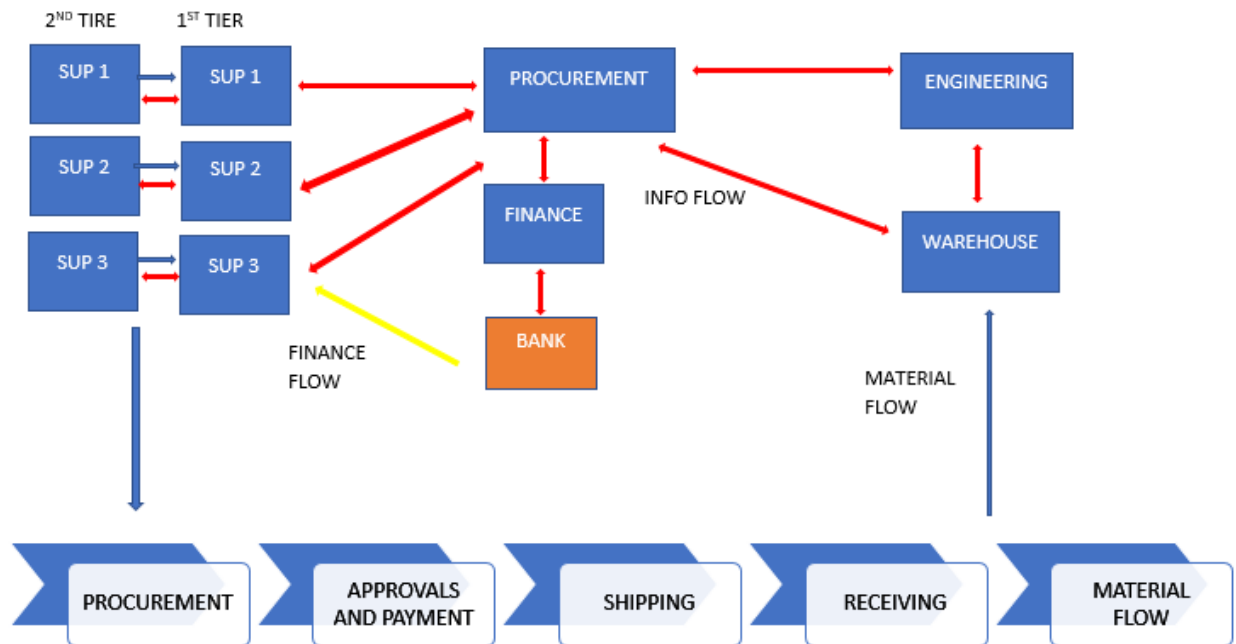 2ND TIRE
1ST TIER
SUP 1
SUP 1
PROCUREMENT
ENGINEERING
SUP 2
SUP 2
INFO FLOW
FINANCE
WAREHOUSE
SUP 3
SUP 3
BANK
FINANCE
FLOW
MATERIAL
FLOW
PROCUREMENT
APPROVALS
AND PAYMENT
SHIPPING
RECEIVING
MATERIAL
FLOW